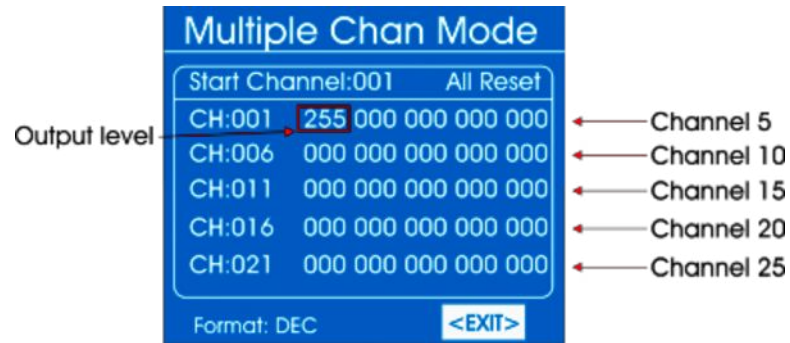 Multiple Chan Mode
Start Channel:001 All Reset
CH:001 255 000 000 000 000 Channel 5
Output level
CH:006 000 000 000 000 000 Channel 10
CH:011 000 000 000 000 000 Channel 15
CH:016 000 000 000 000 000 Channel 20
CH:021 000 000 000 000 000 Channel 25
Format: DEC <EXIT>